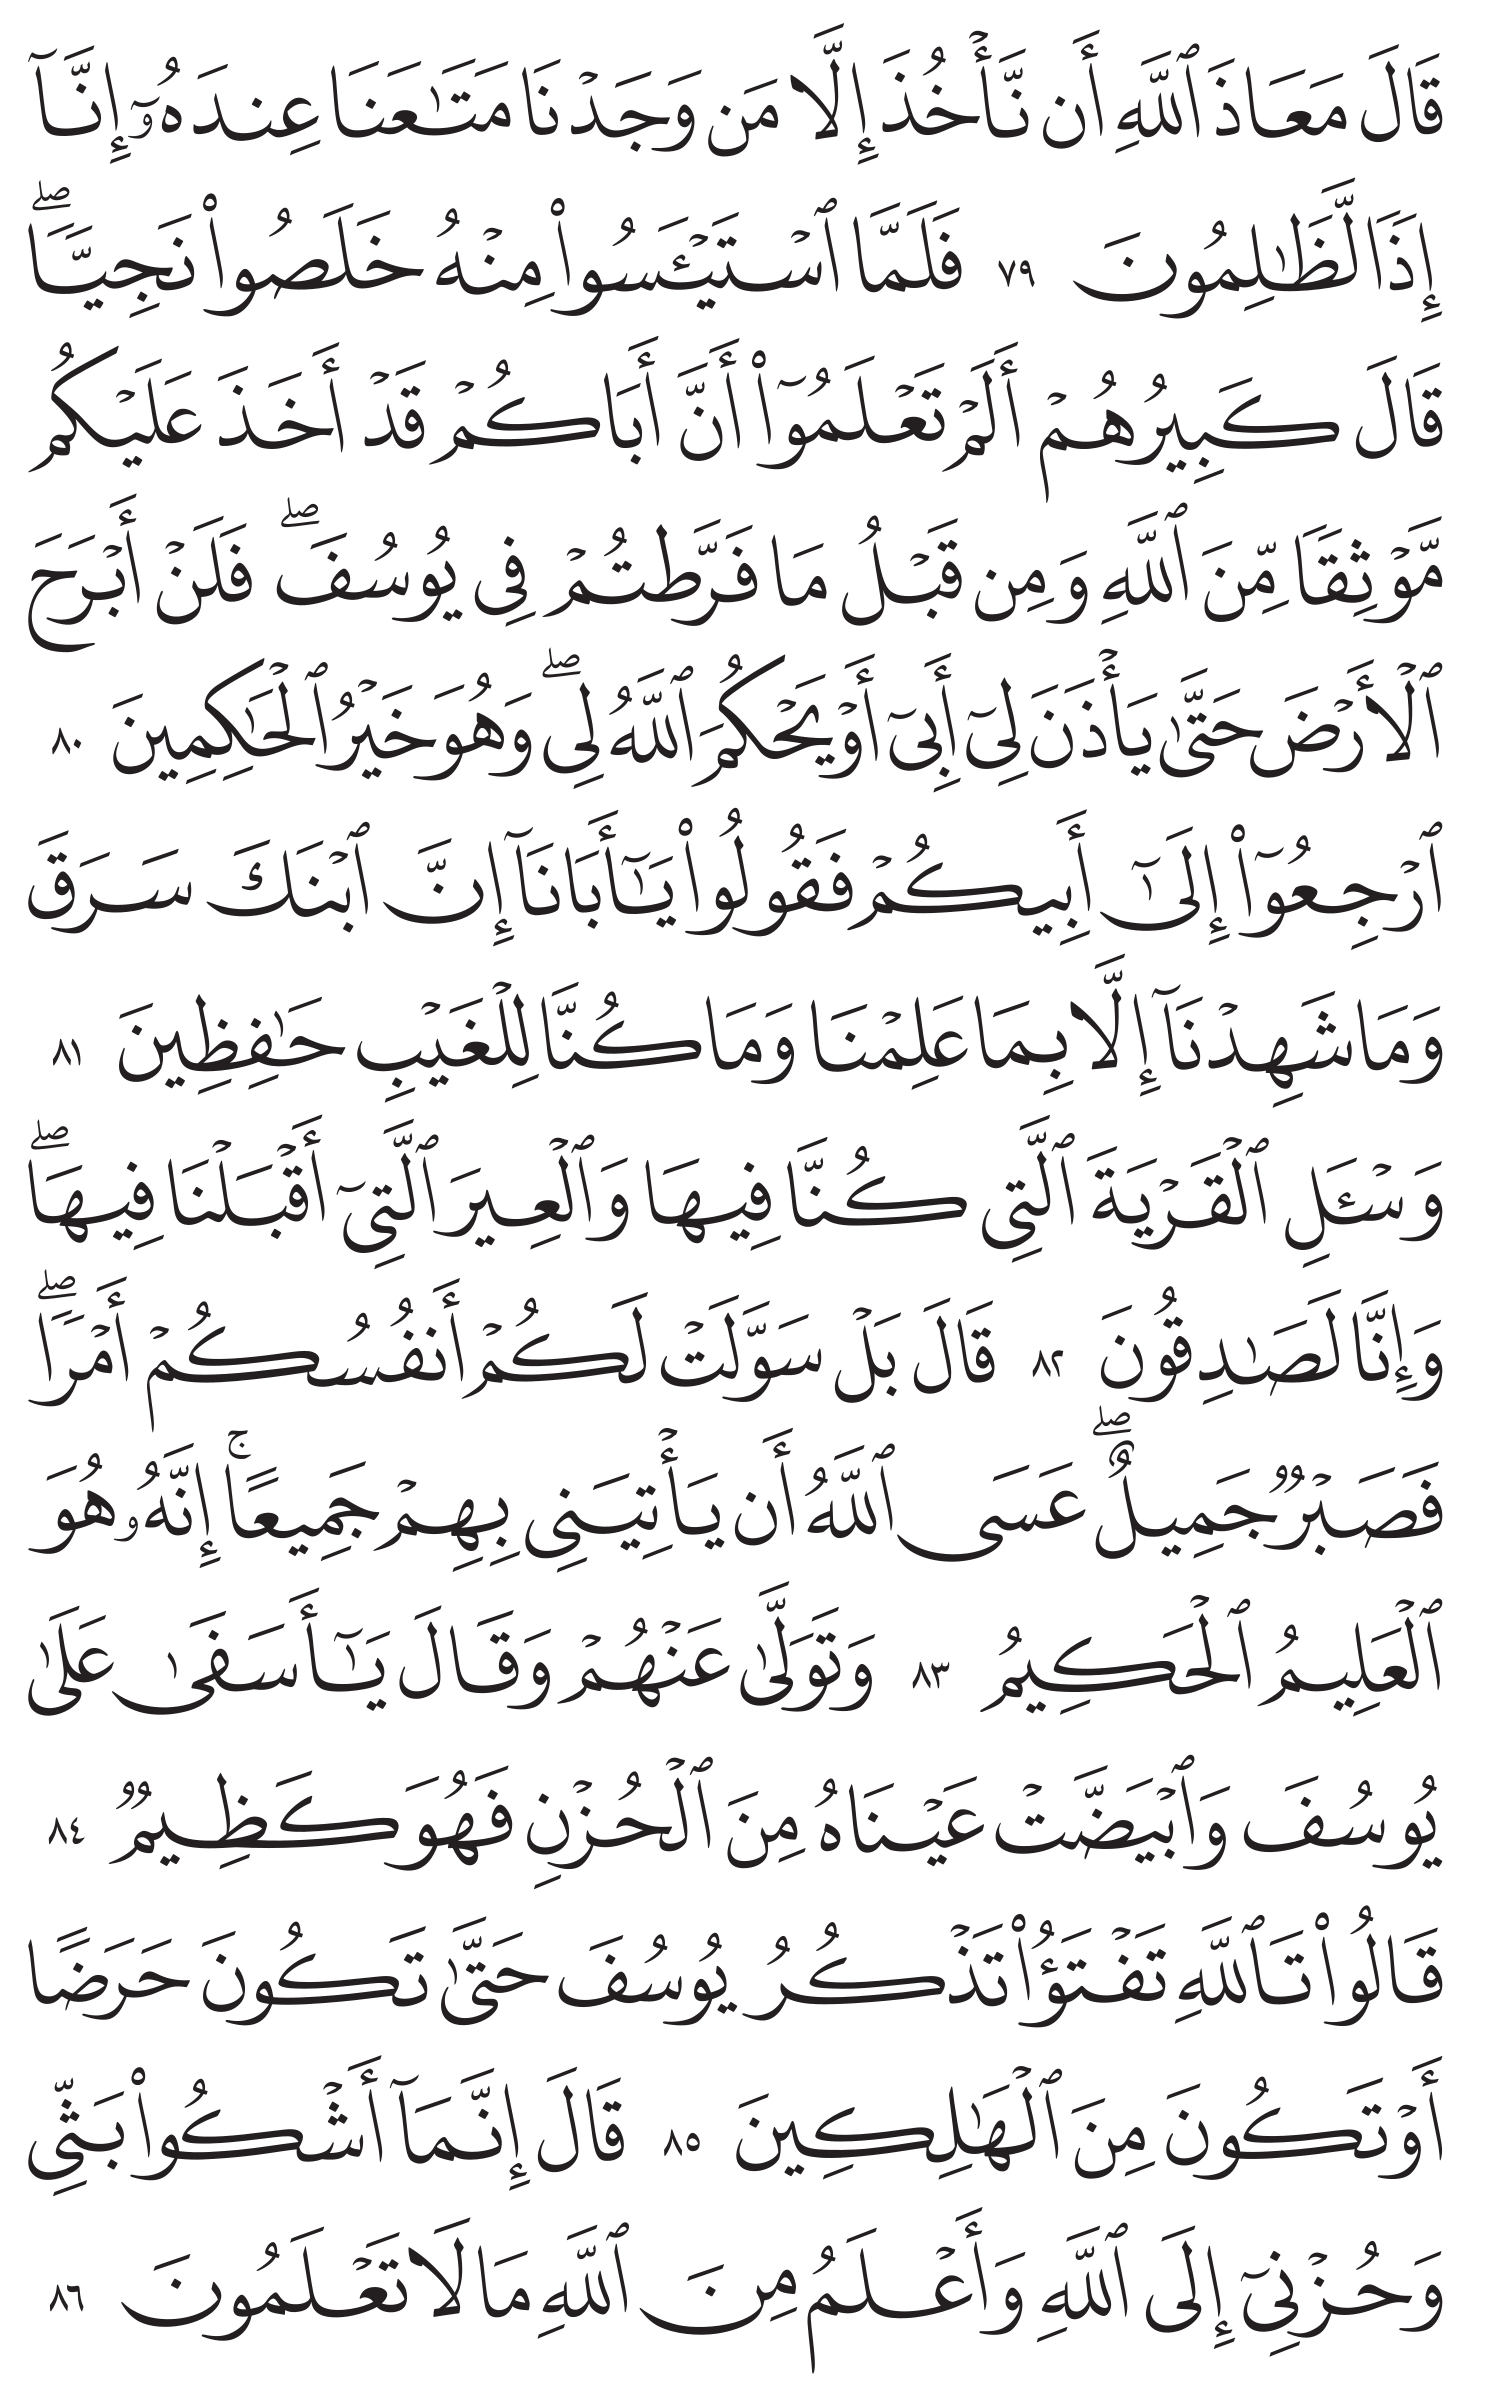 قَالَ مَعَاذَ ٱللَّهِ أَن نَّأۡخُذَ إِلَّا مَن وَجَدۡنَا مَتَٰعَنَا عِندَهُۥٓ إِنَّآ
إِذٗا لَّظَٰلِمُونَ ٧٩ فَلَمَّا ٱسۡتَيۡـَٔسُواْ مِنۡهُ خَلَصُواْ نَجِيّٗاۖ
قَالَ كَبِيرُهُمۡ أَلَمۡ تَعۡلَمُوٓاْ أَنَّ أَبَاكُمۡ قَدۡ أَخَذَ عَلَيۡكُم
مَّوۡثِقٗا مِّنَ ٱللَّهِ وَمِن قَبۡلُ مَا فَرَّطتُمۡ فِي يُوسُفَۖ فَلَنۡ أَبۡرَحَ
ٱلۡأَرۡضَ حَتَّىٰ يَأۡذَنَ لِيٓ أَبِيٓ أَوۡ يَحۡكُمَ ٱللَّهُ لِيۖ وَهُوَ خَيۡرُ ٱلۡحَٰكِمِينَ ٨٠
ٱرۡجِعُوٓاْ إِلَىٰٓ أَبِيكُمۡ فَقُولُواْ يَٰٓأَبَانَآ إِنَّ ٱبۡنَكَ سَرَقَ
وَمَا شَهِدۡنَآ إِلَّا بِمَا عَلِمۡنَا وَمَا كُنَّا لِلۡغَيۡبِ حَٰفِظِينَ ٨١
وَسۡـَٔلِ ٱلۡقَرۡيَةَ ٱلَّتِي كُنَّا فِيهَا وَٱلۡعِيرَ ٱلَّتِيٓ أَقۡبَلۡنَا فِيهَاۖ
وَإِنَّا لَصَٰدِقُونَ ٨٢ قَالَ بَلۡ سَوَّلَتۡ لَكُمۡ أَنفُسُكُمۡ أَمۡرٗاۖ
فَصَبۡرٞ جَمِيلٌۖ عَسَى ٱللَّهُ أَن يَأۡتِيَنِي بِهِمۡ جَمِيعًاۚ إِنَّهُۥ هُوَ
ٱلۡعَلِيمُ ٱلۡحَكِيمُ ٨٣ وَتَوَلَّىٰ عَنۡهُمۡ وَقَالَ يَٰٓأَسَفَىٰ عَلَىٰ
يُوسُفَ وَٱبۡيَضَّتۡ عَيۡنَاهُ مِنَ ٱلۡحُزۡنِ فَهُوَ كَظِيمٞ ٨٤
قَالُواْ تَٱللَّهِ تَفۡتَؤُاْ تَذۡكُرُ يُوسُفَ حَتَّىٰ تَكُونَ حَرَضًا
أَوۡ تَكُونَ مِنَ ٱلۡهَٰلِكِينَ ٨٥ قَالَ إِنَّمَآ أَشۡكُواْ بَثِّي
وَحُزۡنِيٓ إِلَى ٱللَّهِ وَأَعۡلَمُ مِنَ ٱللَّهِ مَا لَا تَعۡلَمُونَ ٨٦